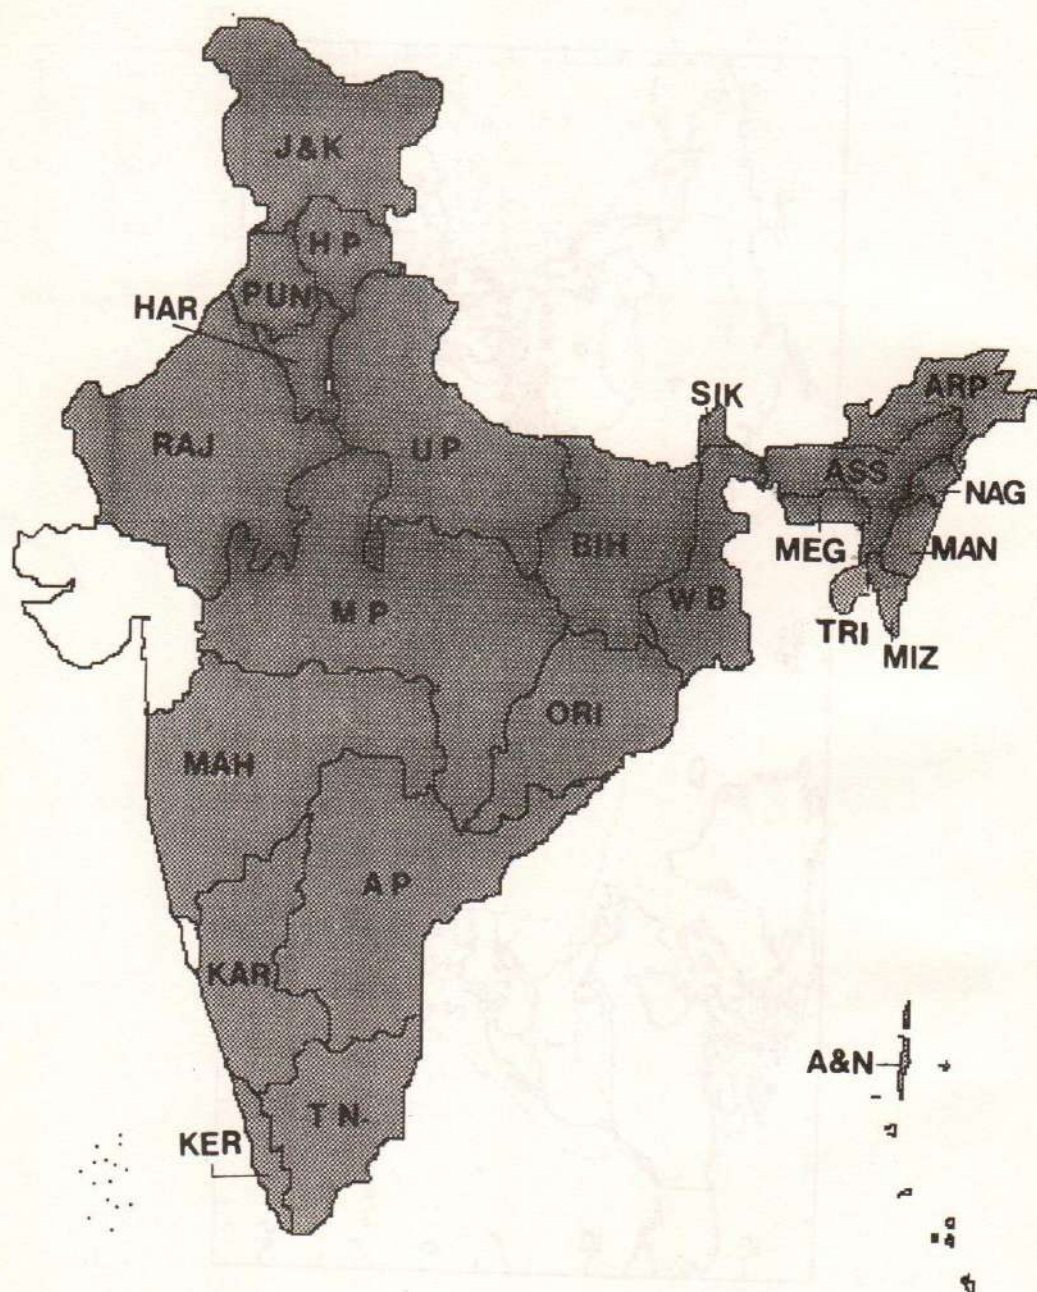 J&K
H P
PUN
HAR
SIK
ARP
RAJ
U P
ASS
NAG
BIH
MEG
MAN
M P
W B
TRI
MIZ
ORI
MAH
A P
KAR
A&N
T N
KER